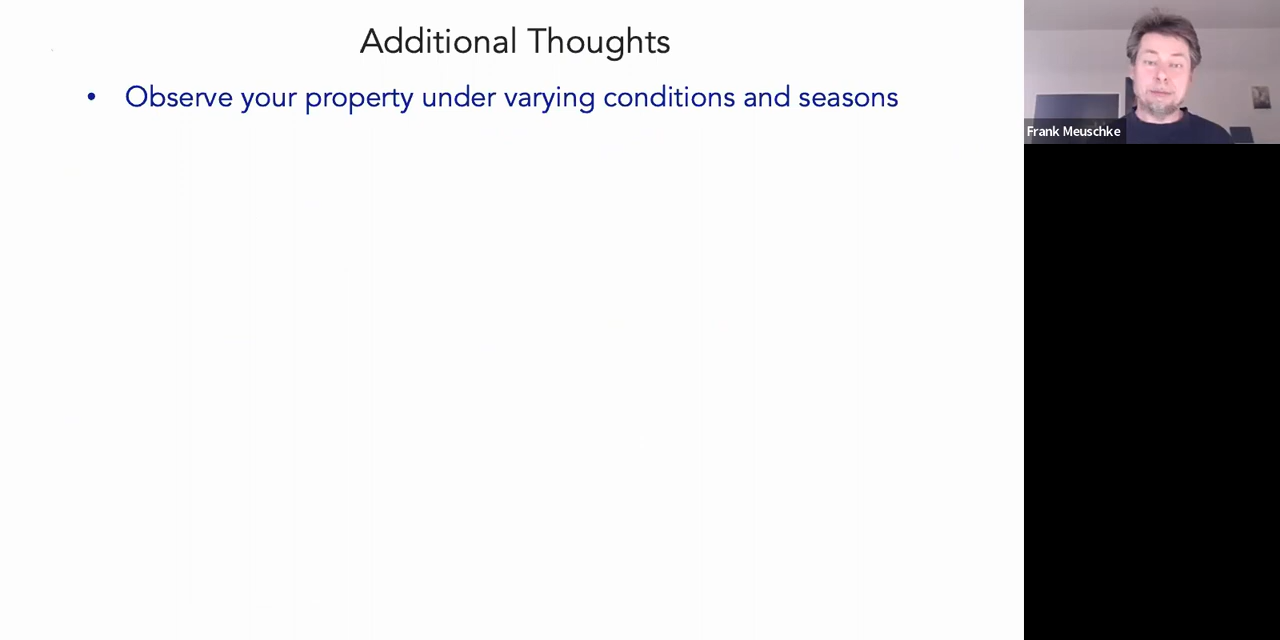 Additional Thoughts
• Observe your property under varying conditions and seasons
Frank Meuschke